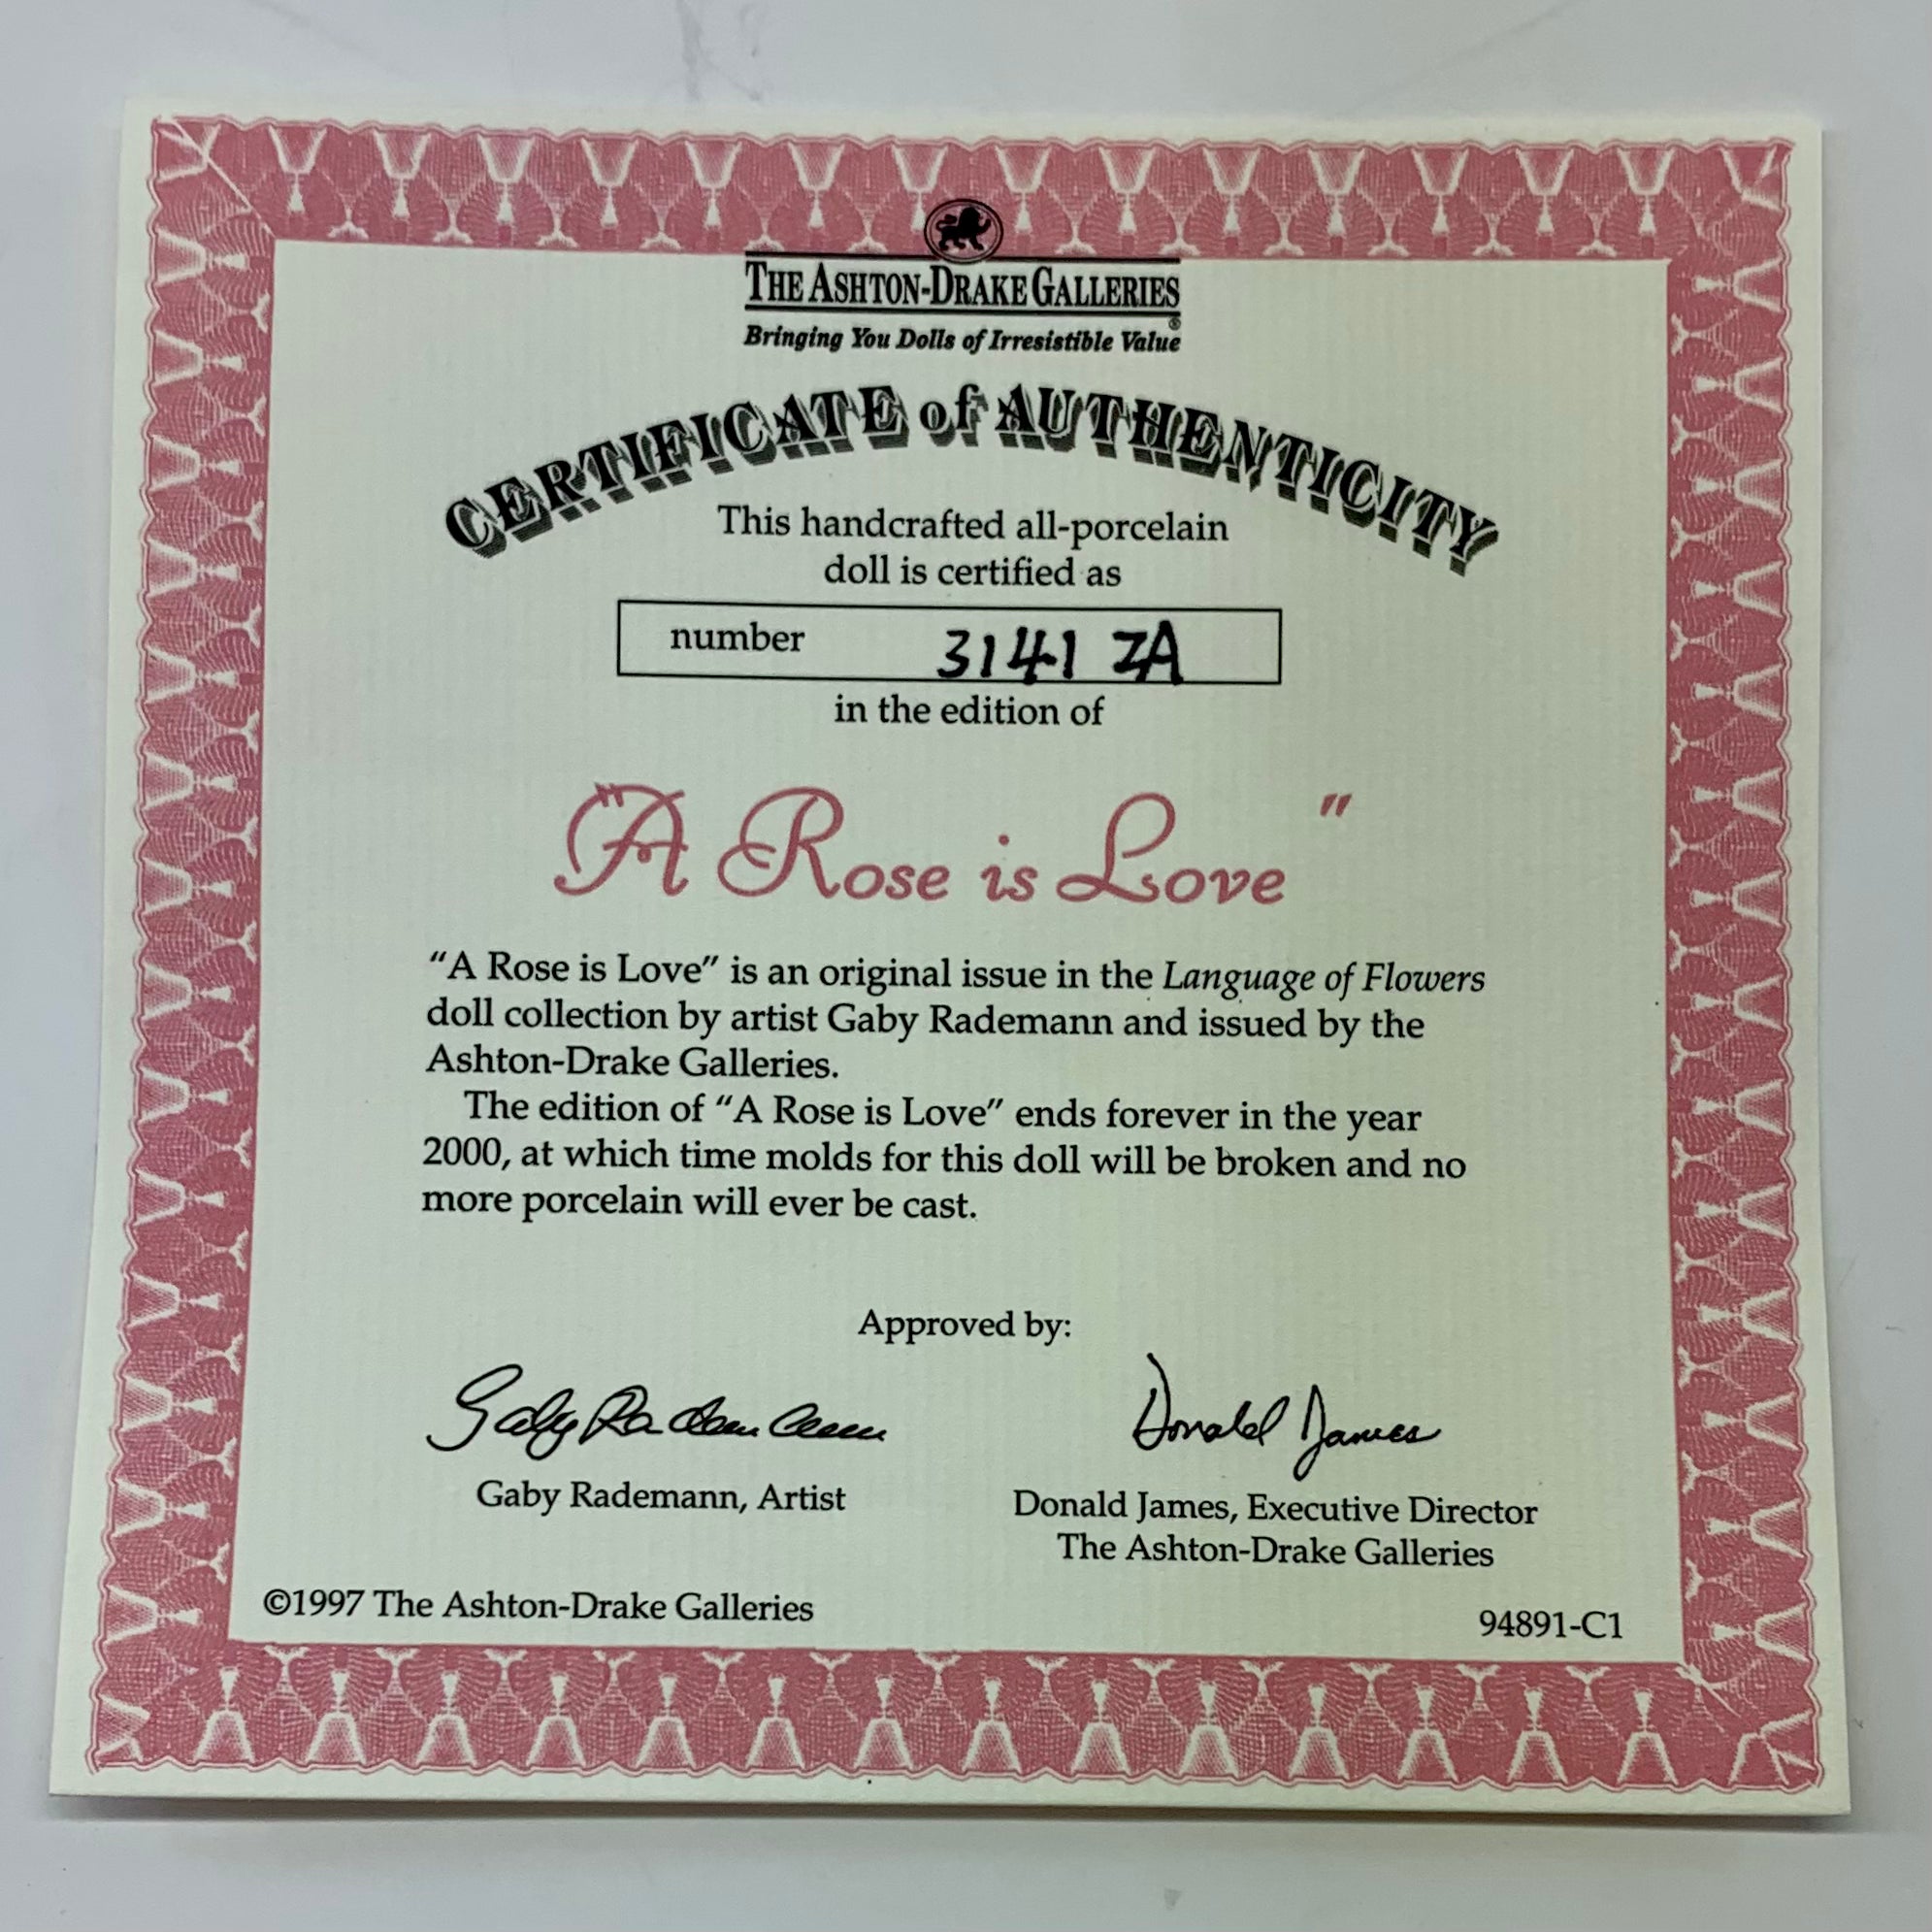 THE ASHTON-DRAKE GALLERIES
®
Bringing You Dolls of Irresistible Value
CERTIFICATE of AUTHENTICITY
This handcrafted all-porcelain
doll is certified as
number 3141 ZA
in the edition of
"A Rose is Love"
“A Rose is Love” is an original issue in the Language of Flowers
doll collection by artist Gaby Rademann and issued by the
Ashton-Drake Galleries.
The edition of “A Rose is Love” ends forever in the year
2000, at which time molds for this doll will be broken and no
more porcelain will ever be cast.
Approved by:
Gaby Rademann
Donald James
Gaby Rademann, Artist
Donald James, Executive Director
The Ashton-Drake Galleries
©1997 The Ashton-Drake Galleries
94891-C1